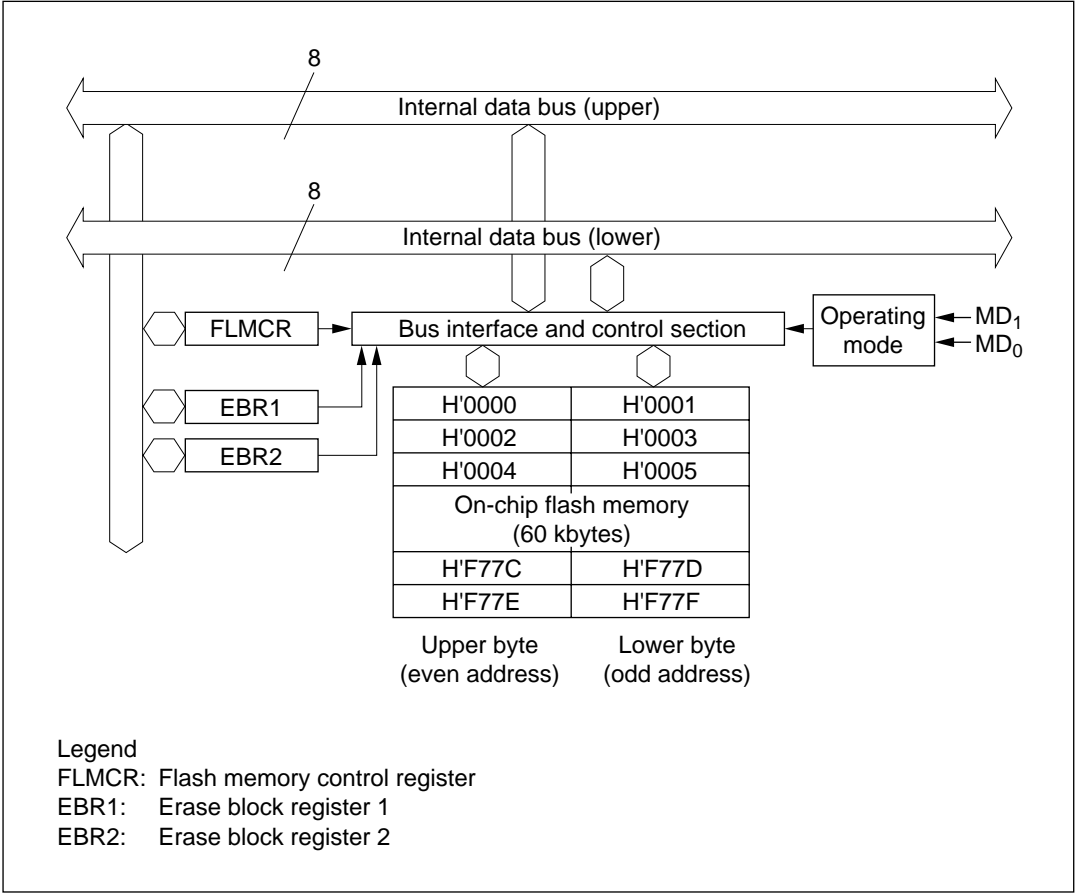 8
Internal data bus (upper)
8
Internal data bus (lower)
FLMCR
Bus interface and control section
Operating
mode
MD1
MD0
EBR1
EBR2
H'0000 H'0001
H'0002 H'0003
H'0004 H'0005
On-chip flash memory
(60 kbytes)
H'F77C H'F77D
H'F77E H'F77F
Upper byte
(even address)
Lower byte
(odd address)
Legend
FLMCR: Flash memory control register
EBR1: Erase block register 1
EBR2: Erase block register 2